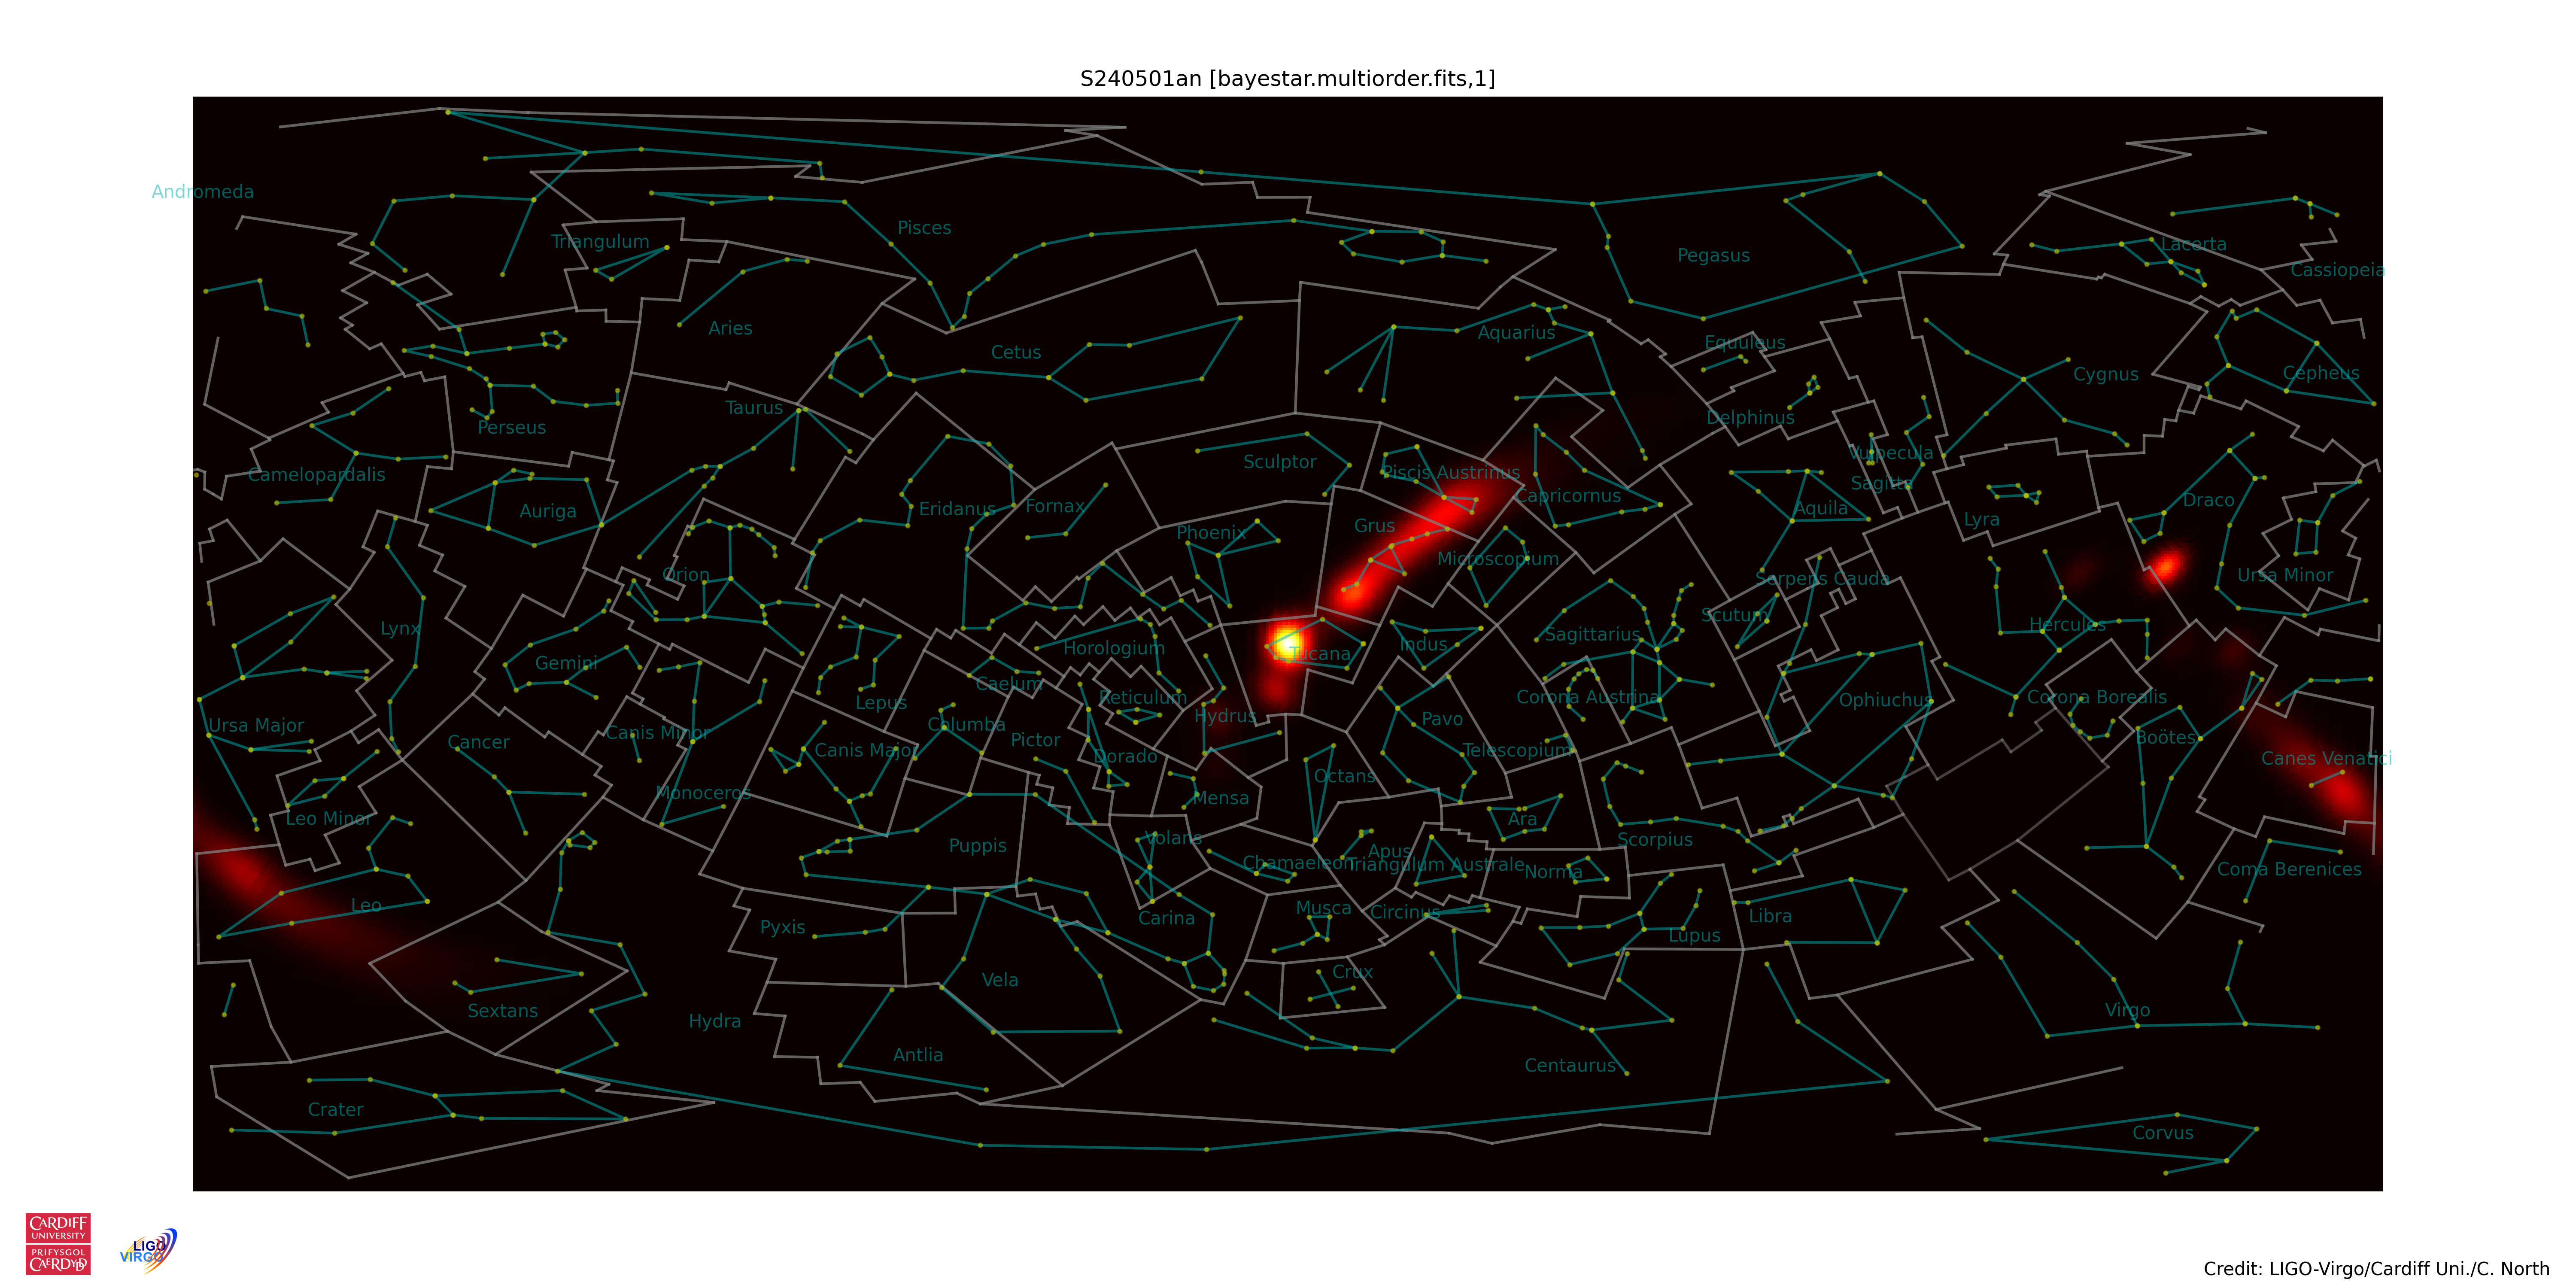 S240501an [bayestar.multiorder.fits,1]
Andromeda
Pisces
Triangulum
Lacerta
Pegasus
Cassiopeia
Aries
Aquarius
Equuleus
Cetus
Cygnus
Cepheus
Taurus
Delphinus
Perseus
Vulpecula
Sculptor
Piscis Austrinus
Camelopardalis
Sagitta
Capricornus
Draco
Eridanus
Fornax
Aquila
Auriga
Lyra
Grus
Phoenix
Microscopium
Orion
Serpens Cauda
Ursa Minor
Scutum
Hercules
Lynx
Sagittarius
Indus
Horologium
Tucana
Gemini
Caelum
Reticulum
Corona Austrina
Corona Borealis
Lepus
Ophiuchus
Hydrus
Pavo
Ursa Major
Columba
Canis Minor
Pictor
Boötes
Cancer
Canis Major
Telescopium
Dorado
Canes Venatici
Octans
Monoceros
Mensa
Leo Minor
Ara
Volans
Scorpius
Puppis
Apus
Chamaeleon
Triangulum Australe
Norma
Coma Berenices
Leo
Musca
Circinus
Carina
Libra
Pyxis
Lupus
Crux
Vela
Sextans
Virgo
Hydra
Antlia
Centaurus
Crater
Corvus
CARDIFF
UNIVERSITY
PRIFYSGOL
CAERDYDD
LIGO
VIRGO
Credit: LIGO-Virgo/Cardiff Uni./C. North